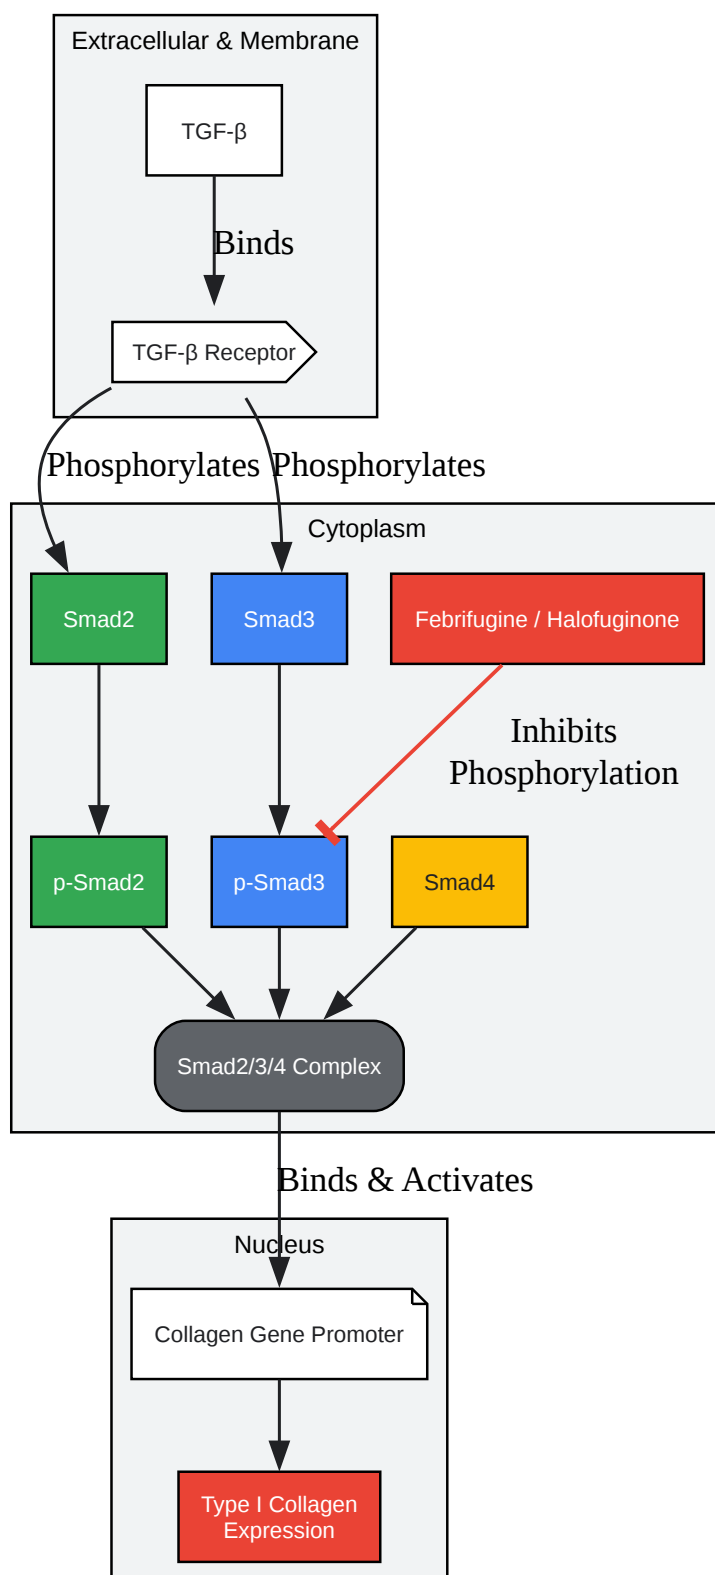 Extracellular & Membrane
TGF-β
Binds
TGF-β Receptor
Phosphorylates
Phosphorylates
Cytoplasm
Smad2
Smad3
Febrifugine / Halofuginone
Inhibits
Phosphorylation
p-Smad2
p-Smad3
Smad4
Smad2/3/4 Complex
Binds & Activates
Nucleus
Collagen Gene Promoter
Type I Collagen
Expression